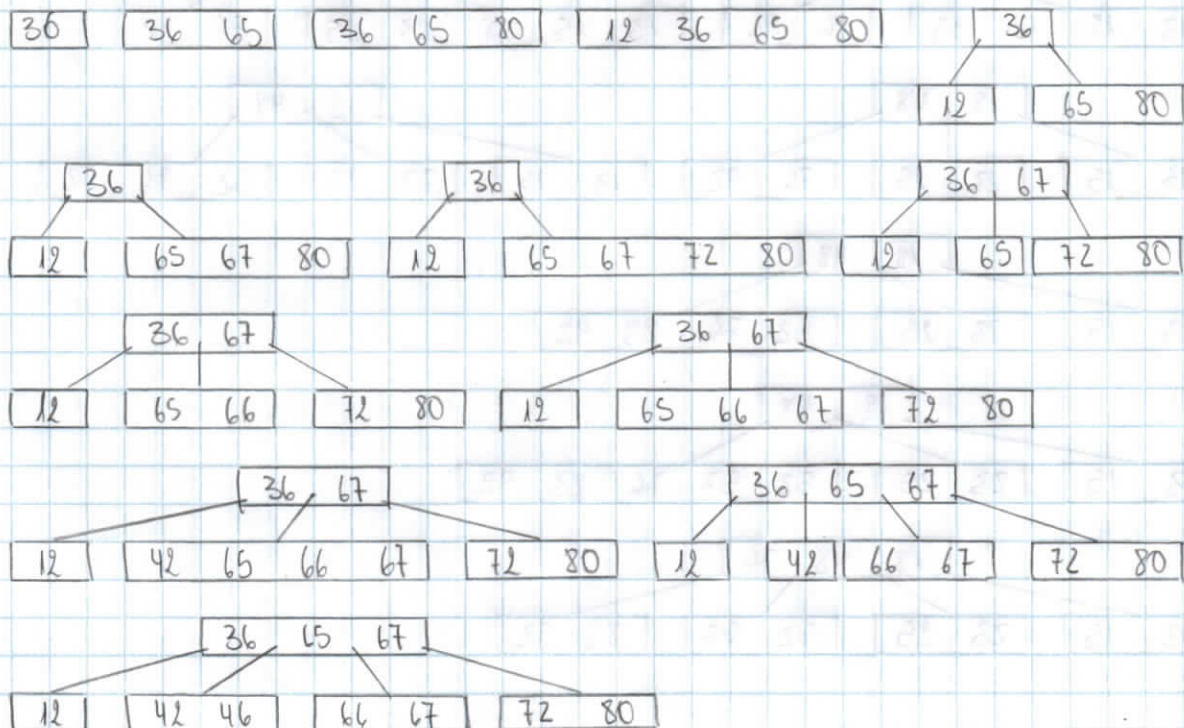 36 36 65 36 65 80 12 36 65 80 36
12 65 80
36 36 36 67
12 65 67 80 12 65 67 72 80 12 65 72 80
36 67 36 67
12 65 66 72 80 12 65 66 67 72 80
36 67 36 65 67
12 42 65 66 67 72 80 12 42 66 67 72 80
36 65 67
12 42 46 66 67 72 80